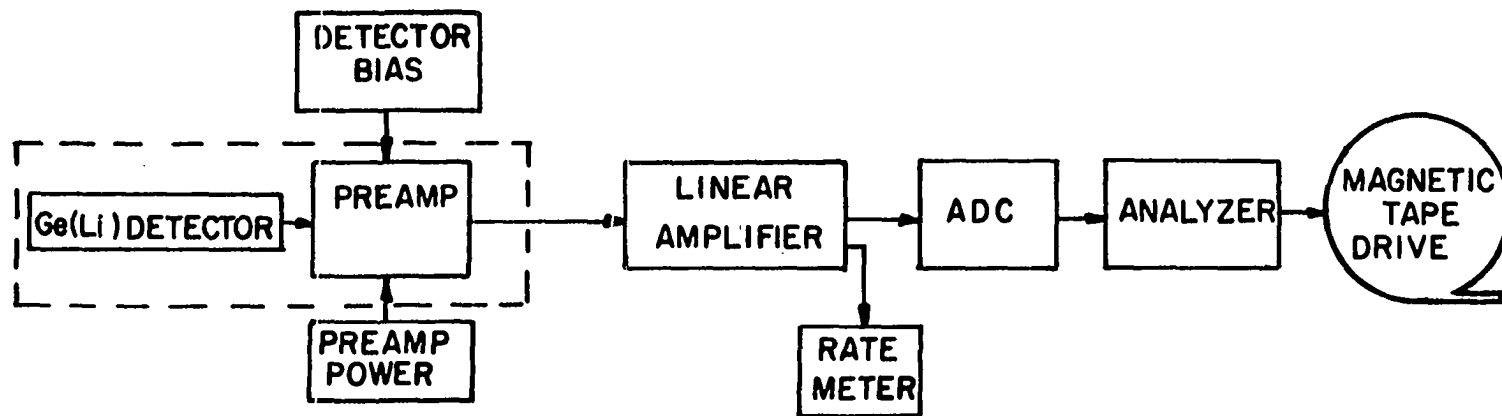 DETECTOR
BIAS
Ge(Li) DETECTOR
PREAMP
PREAMP
POWER
LINEAR
AMPLIFIER
RATE
METER
ADC
ANALYZER
MAGNETIC
TAPE
DRIVE